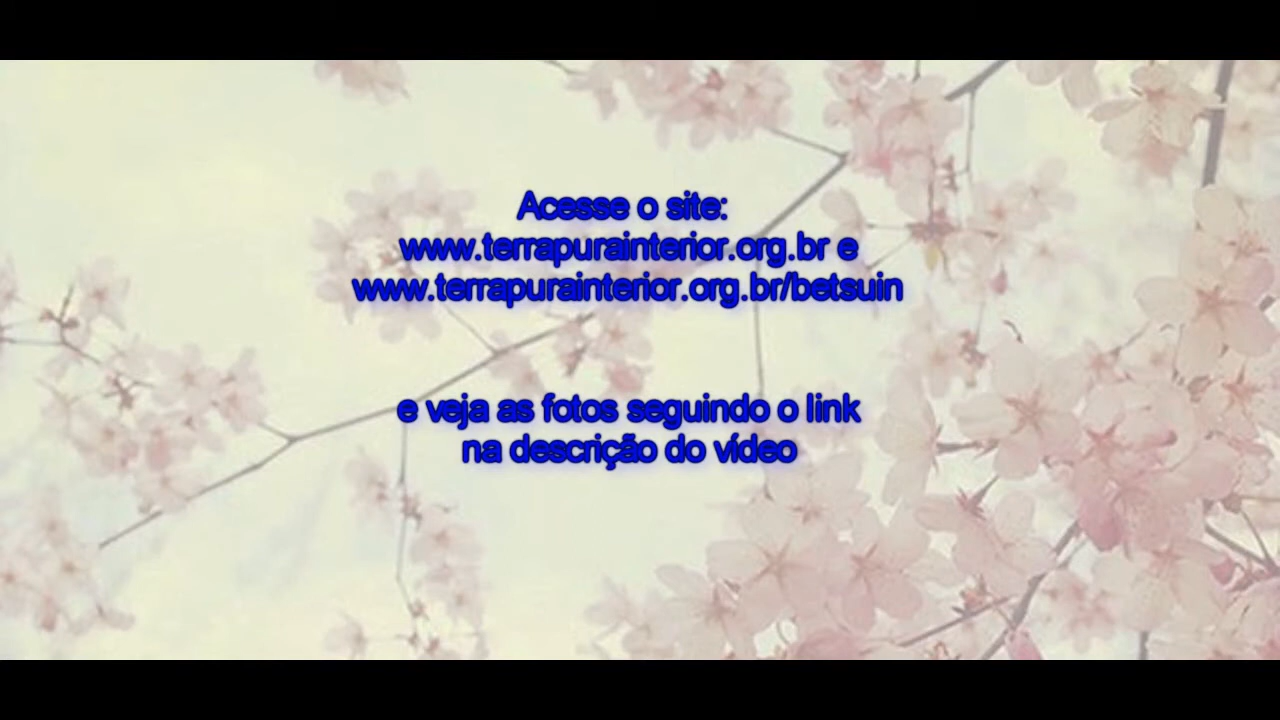 Acesse o site:
www.terrapurainterior.org.br e
www.terrapurainterior.org.br/betsuin
e veja as fotos seguindo o link
na descrição do vídeo